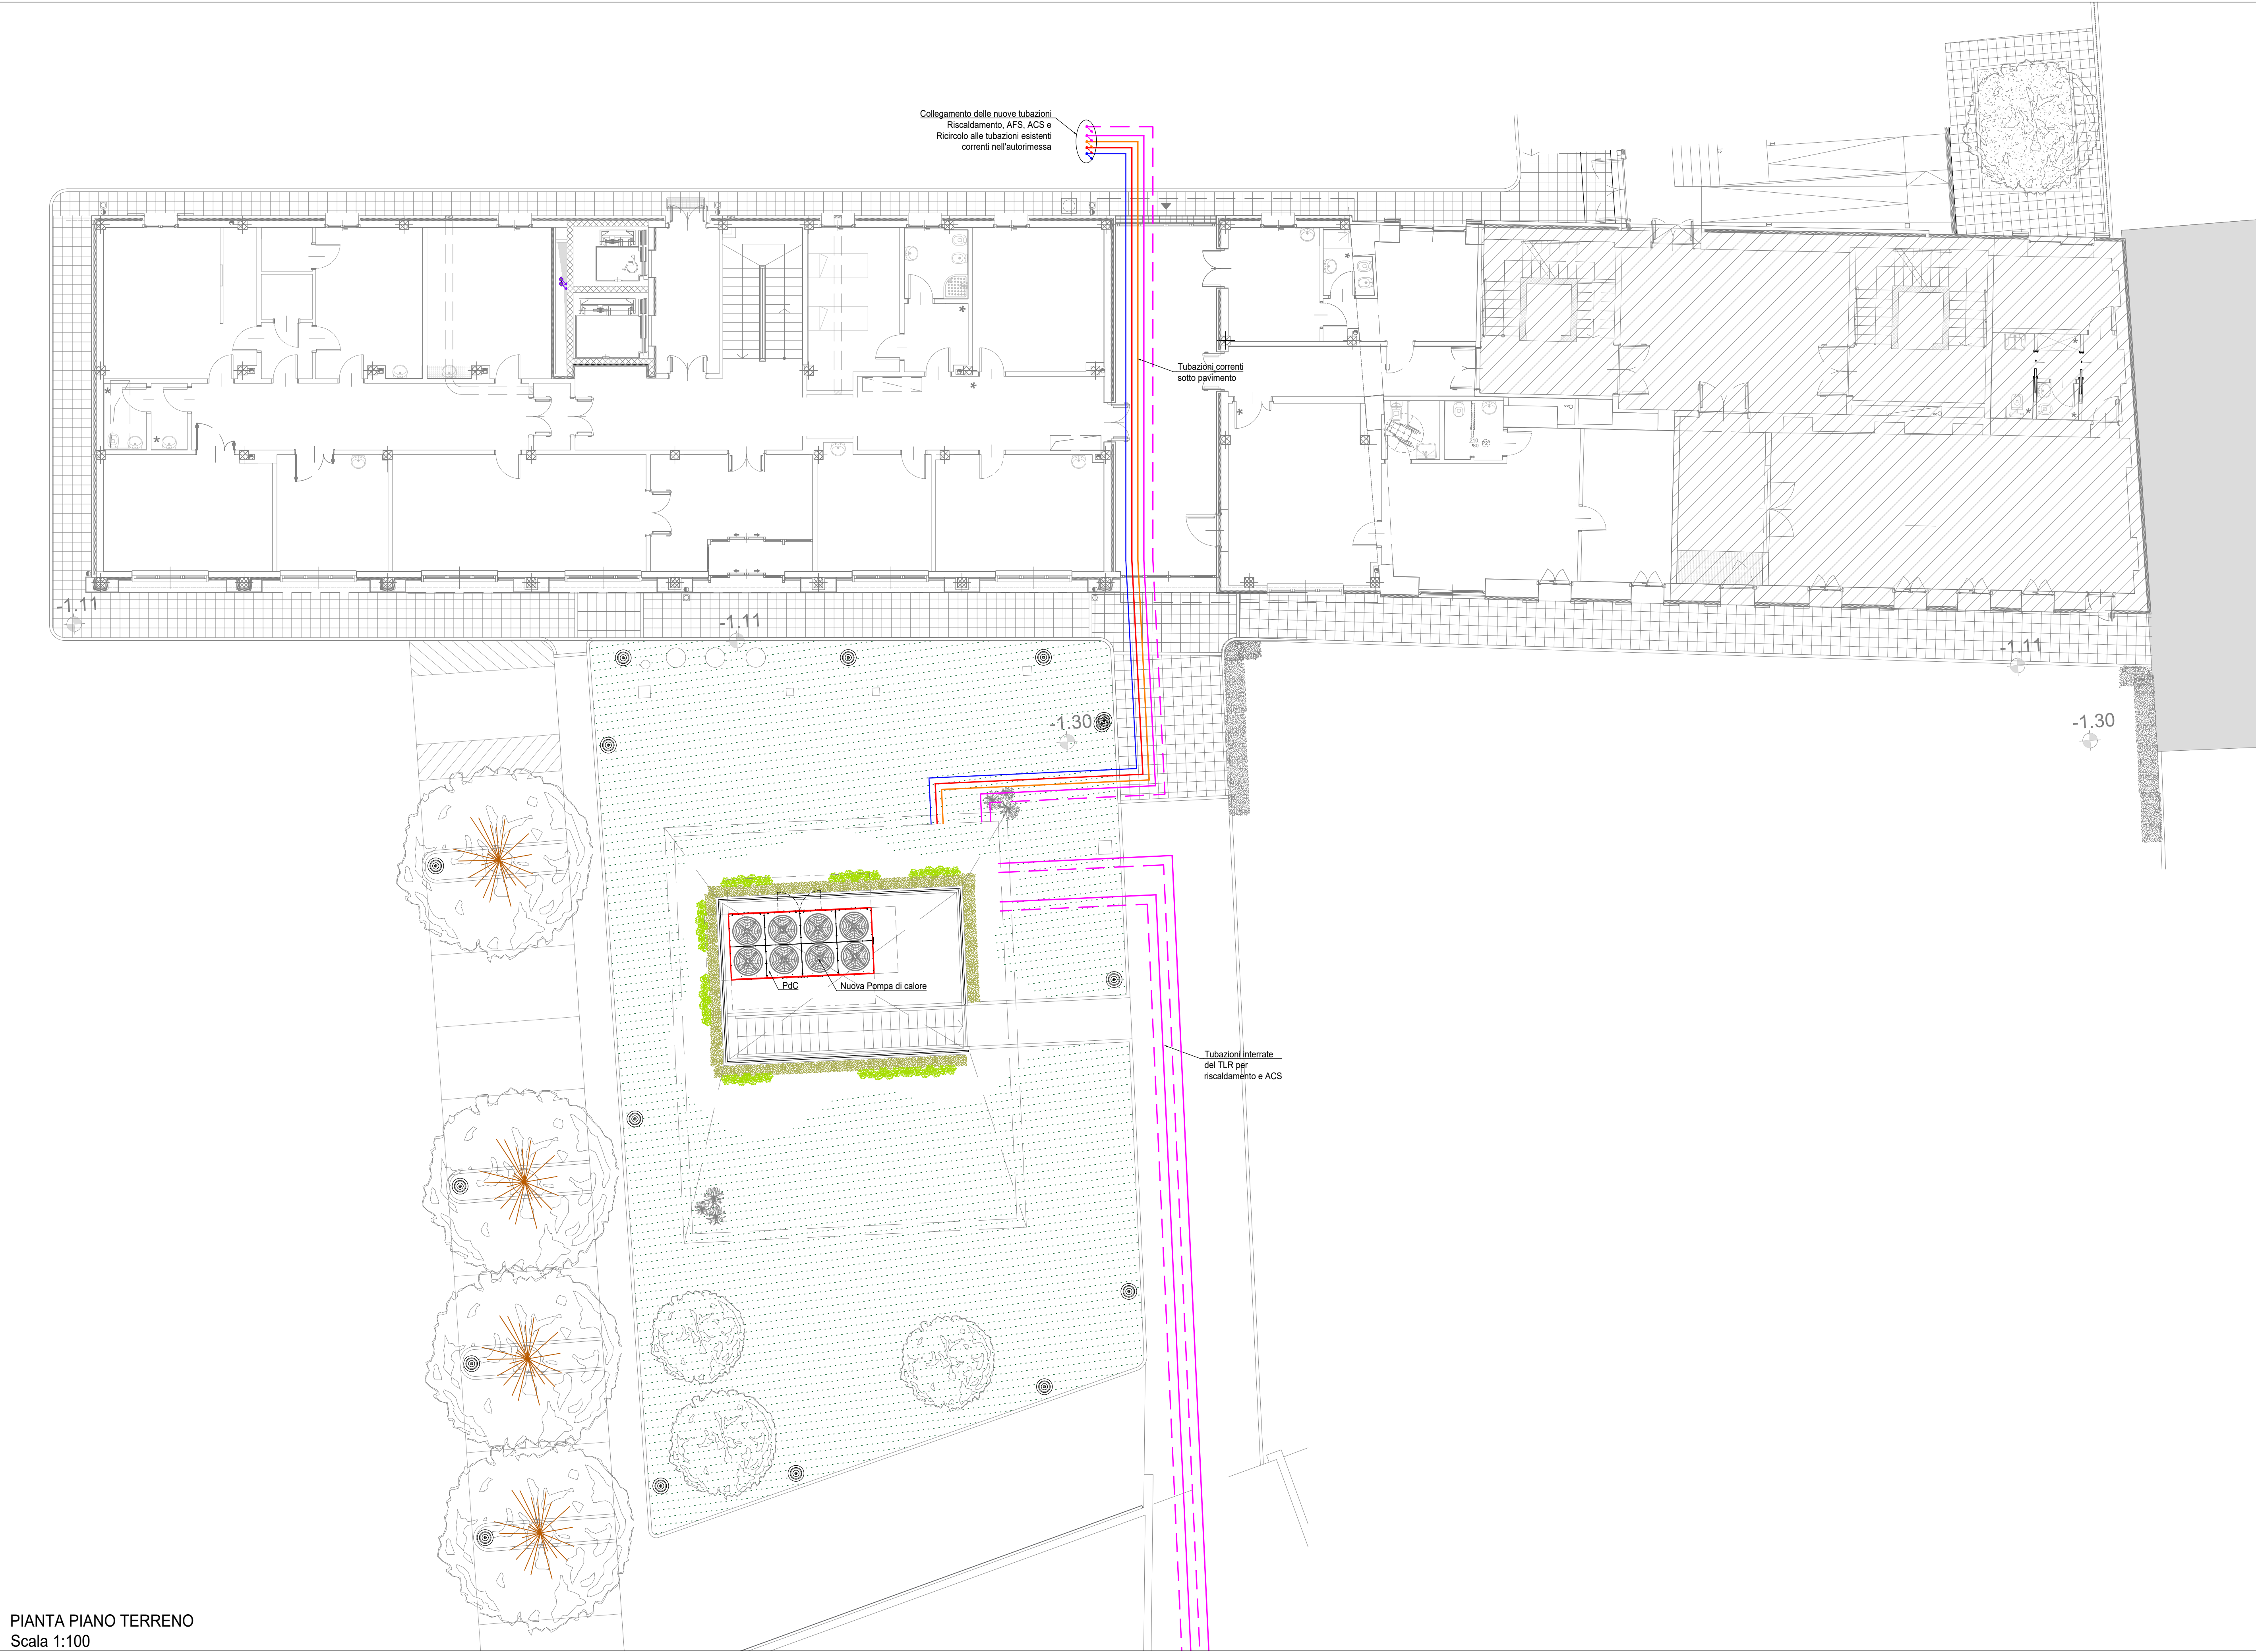 Collegamento delle nuove tubazioni
Riscaldamento, AFS, ACS e
Ricircolo alle tubazioni esistenti
correnti nell'autorimessa
Tubazioni correnti
sotto pavimento
-1.11
-1.11
-1.11
-1.30
-1.30
PdC
Nuova Pompa di calore
Tubazioni interrate
del TLR per
riscaldamento e ACS
PIANTA PIANO TERRENO
Scala 1:100